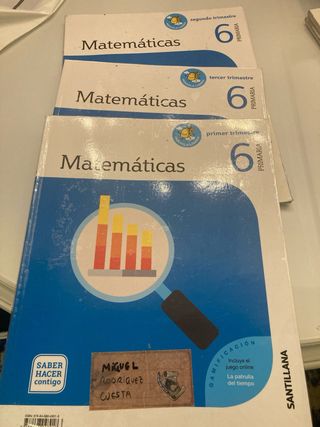 segundo trimestre
Matemáticas
6
PRIMARIA
tercer trimestre
Matemáticas
6
PRIMARIA
primer trimestre
Matemáticas
6
PRIMARIA
GAMIFICACIÓN
Incluye el
juego online
La patrulla
del tiempo
SABER
HACER
contigo
MIGUEL
RODRIGUEZ
CUESTA
SANTILLANA